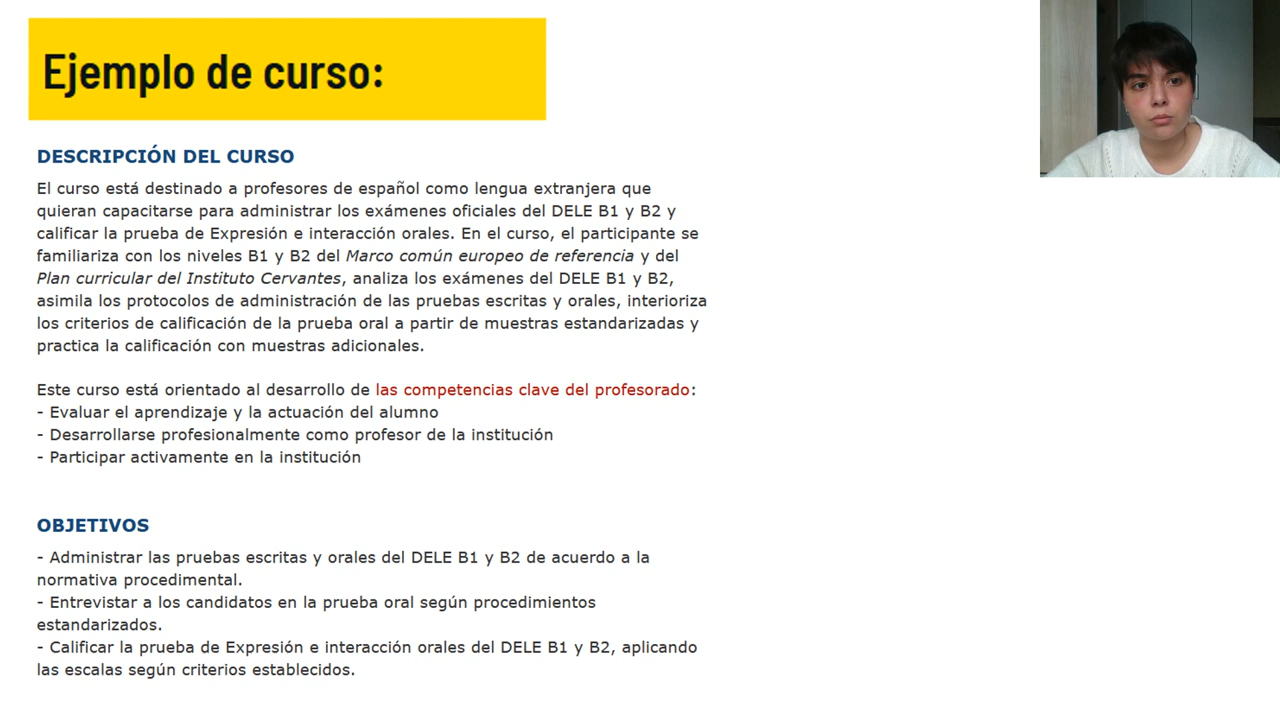 Ejemplo de curso:
DESCRIPCIÓN DEL CURSO
El curso está destinado a profesores de español como lengua extranjera que
quieran capacitarse para administrar los exámenes oficiales del DELE B1 y B2 y
calificar la prueba de Expresión e interacción orales. En el curso, el participante se
familiariza con los niveles B1 y B2 del Marco común europeo de referencia y del
Plan curricular del Instituto Cervantes, analiza los exámenes del DELE B1 y B2,
asimila los protocolos de administración de las pruebas escritas y orales, interioriza
los criterios de calificación de la prueba oral a partir de muestras estandarizadas y
practica la calificación con muestras adicionales.
Este curso está orientado al desarrollo de las competencias clave del profesorado:
- Evaluar el aprendizaje y la actuación del alumno
- Desarrollarse profesionalmente como profesor de la institución
- Participar activamente en la institución
OBJETIVOS
- Administrar las pruebas escritas y orales del DELE B1 y B2 de acuerdo a la
normativa procedimental.
- Entrevistar a los candidatos en la prueba oral según procedimientos
estandarizados.
- Calificar la prueba de Expresión e interacción orales del DELE B1 y B2, aplicando
las escalas según criterios establecidos.